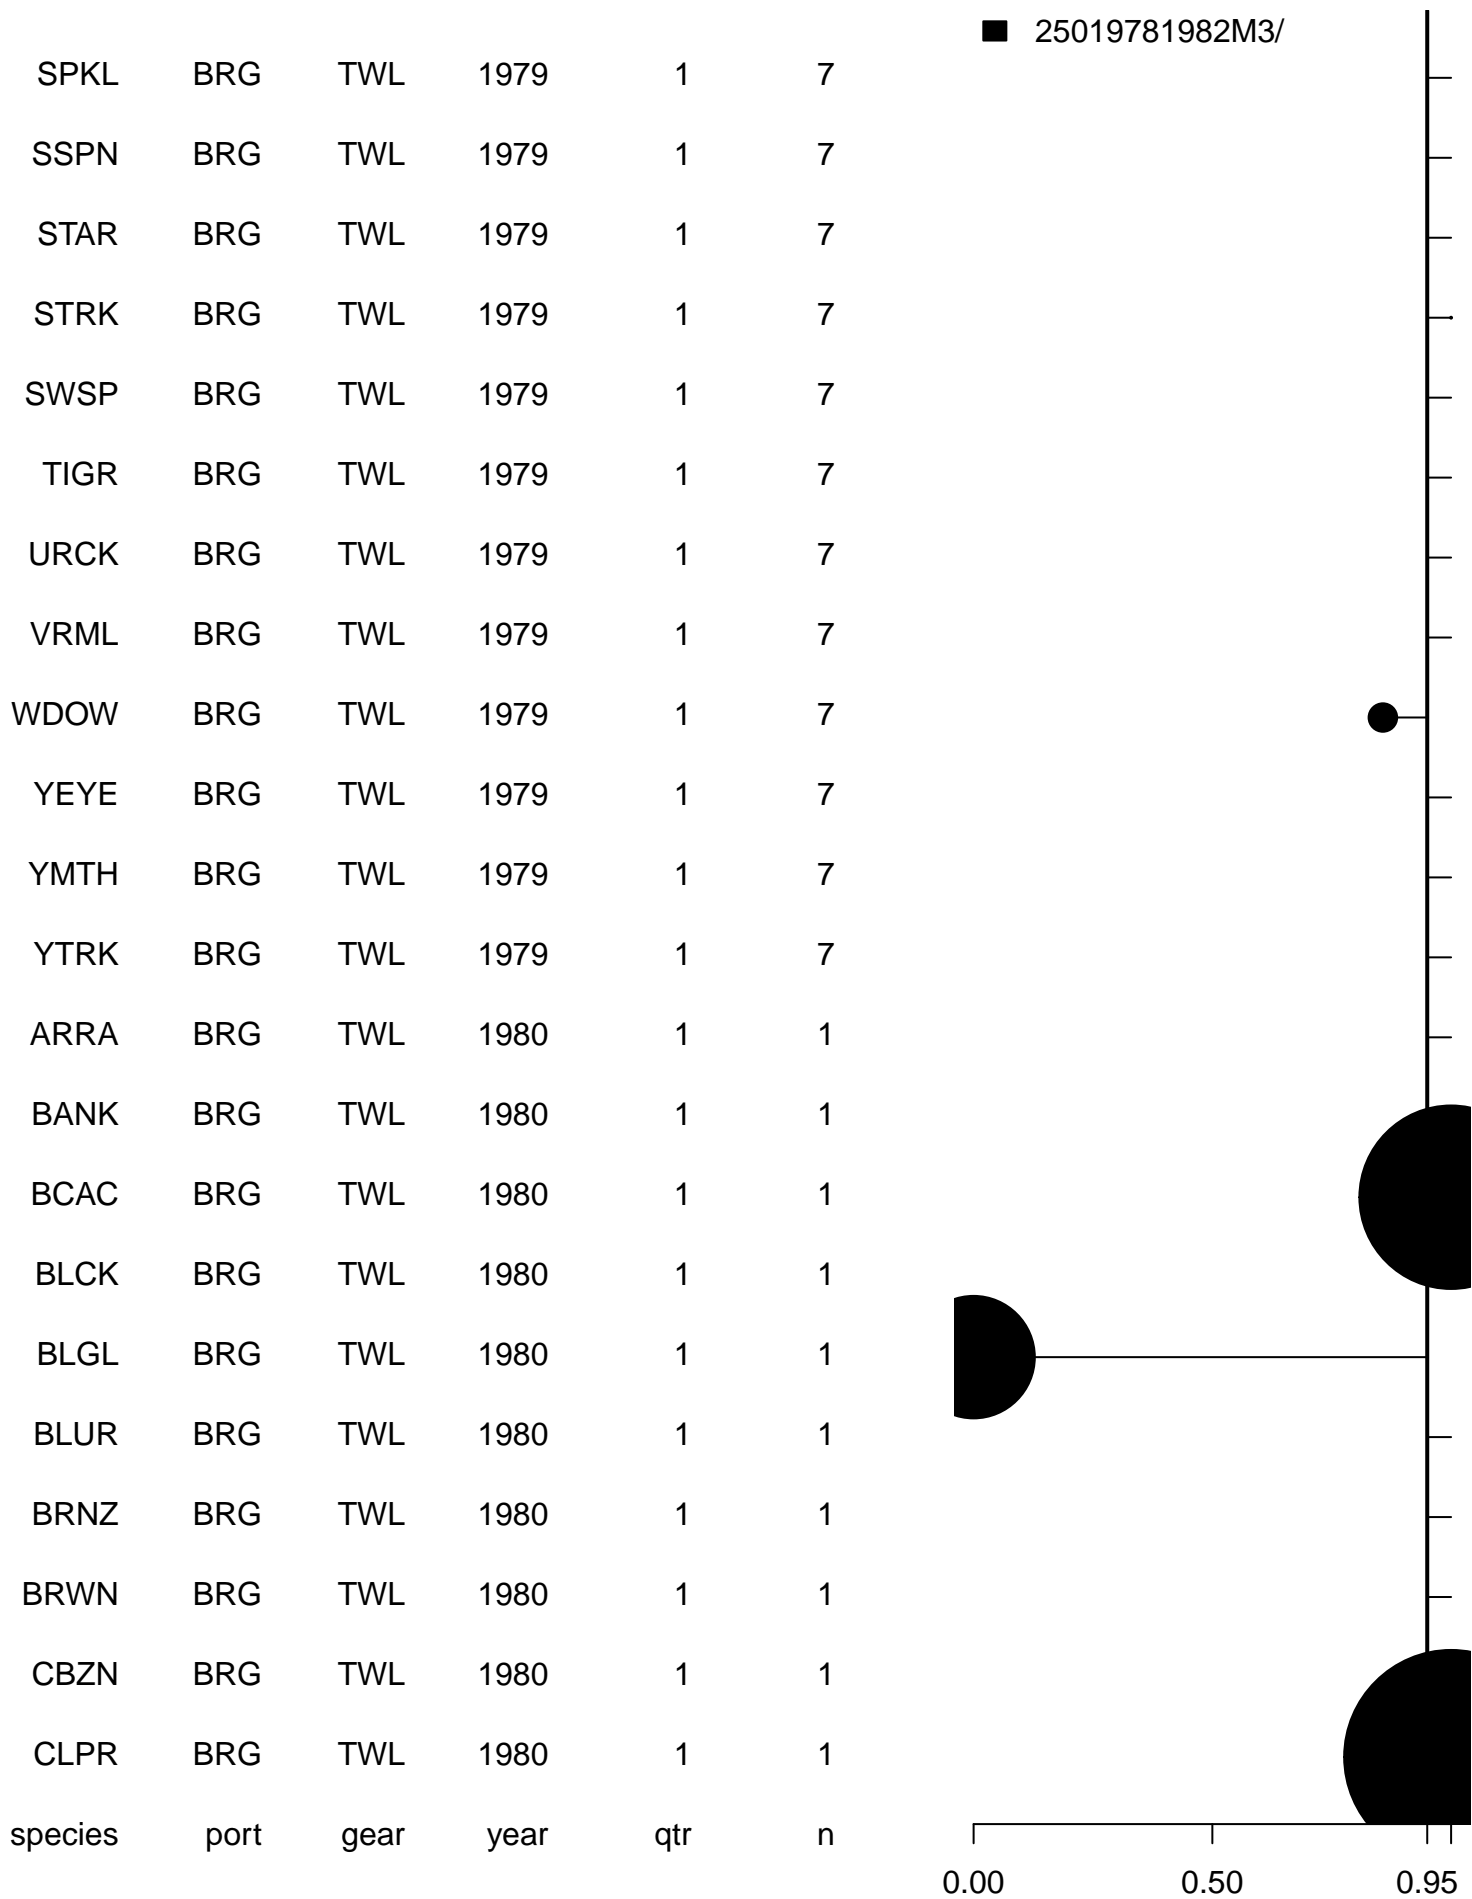 25019781982M3/
SPKL BRG TWL 1979 1 7
SSPN BRG TWL 1979 1 7
STAR BRG TWL 1979 1 7
STRK BRG TWL 1979 1 7
SWSP BRG TWL 1979 1 7
TIGR BRG TWL 1979 1 7
URCK BRG TWL 1979 1 7
VRML BRG TWL 1979 1 7
WDOW BRG TWL 1979 1 7
YEYE BRG TWL 1979 1 7
YMTH BRG TWL 1979 1 7
YTRK BRG TWL 1979 1 7
ARRA BRG TWL 1980 1 1
BANK BRG TWL 1980 1 1
BCAC BRG TWL 1980 1 1
BLCK BRG TWL 1980 1 1
BLGL BRG TWL 1980 1 1
BLUR BRG TWL 1980 1 1
BRNZ BRG TWL 1980 1 1
BRWN BRG TWL 1980 1 1
CBZN BRG TWL 1980 1 1
CLPR BRG TWL 1980 1 1
species port gear year qtr n
0.00 0.50 0.95